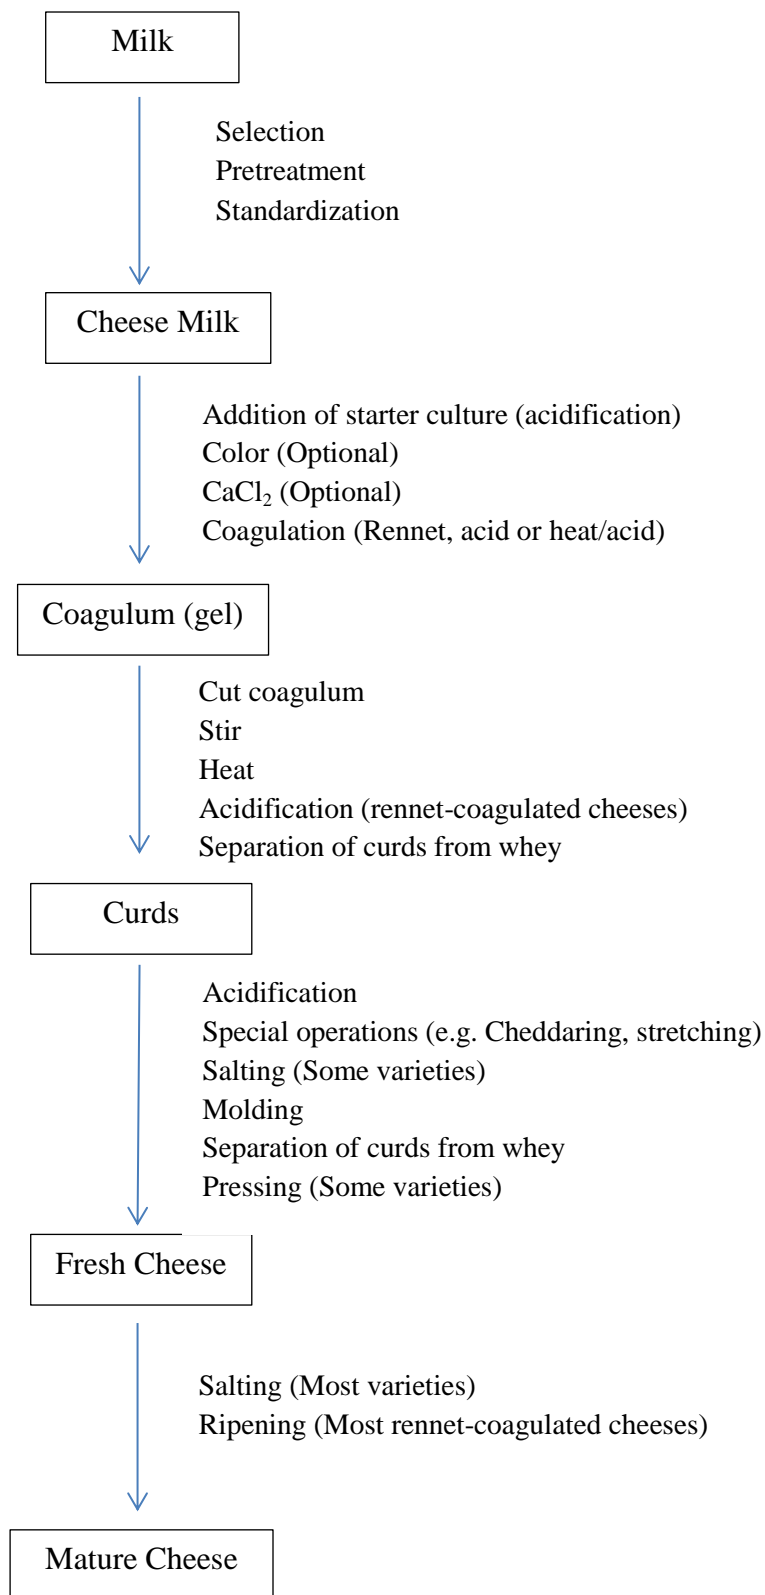 Milk
Selection
Pretreatment
Standardization
Cheese Milk
Addition of starter culture (acidification)
Color (Optional)
CaCl₂ (Optional)
Coagulation (Rennet, acid or heat/acid)
Coagulum (gel)
Cut coagulum
Stir
Heat
Acidification (rennet-coagulated cheeses)
Separation of curds from whey
Curds
Acidification
Special operations (e.g. Cheddaring, stretching)
Salting (Some varieties)
Molding
Separation of curds from whey
Pressing (Some varieties)
Fresh Cheese
Salting (Most varieties)
Ripening (Most rennet-coagulated cheeses)
Mature Cheese